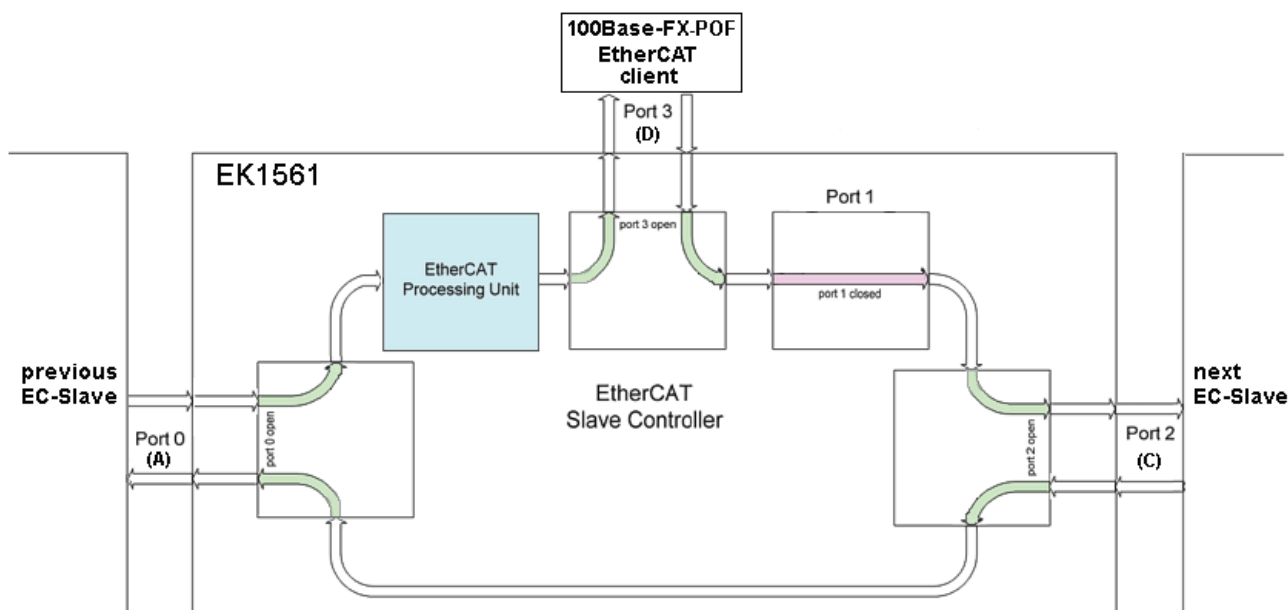 100Base-FX-POF
EtherCAT
client
Port 3
(D)
EK1561
Port 1
port 3 open
EtherCAT
Processing Unit
port 1 closed
previous
EC-Slave
next
EC-Slave
EtherCAT
Slave Controller
Port 0
(A)
port 0 open
port 2 open
Port 2
(C)